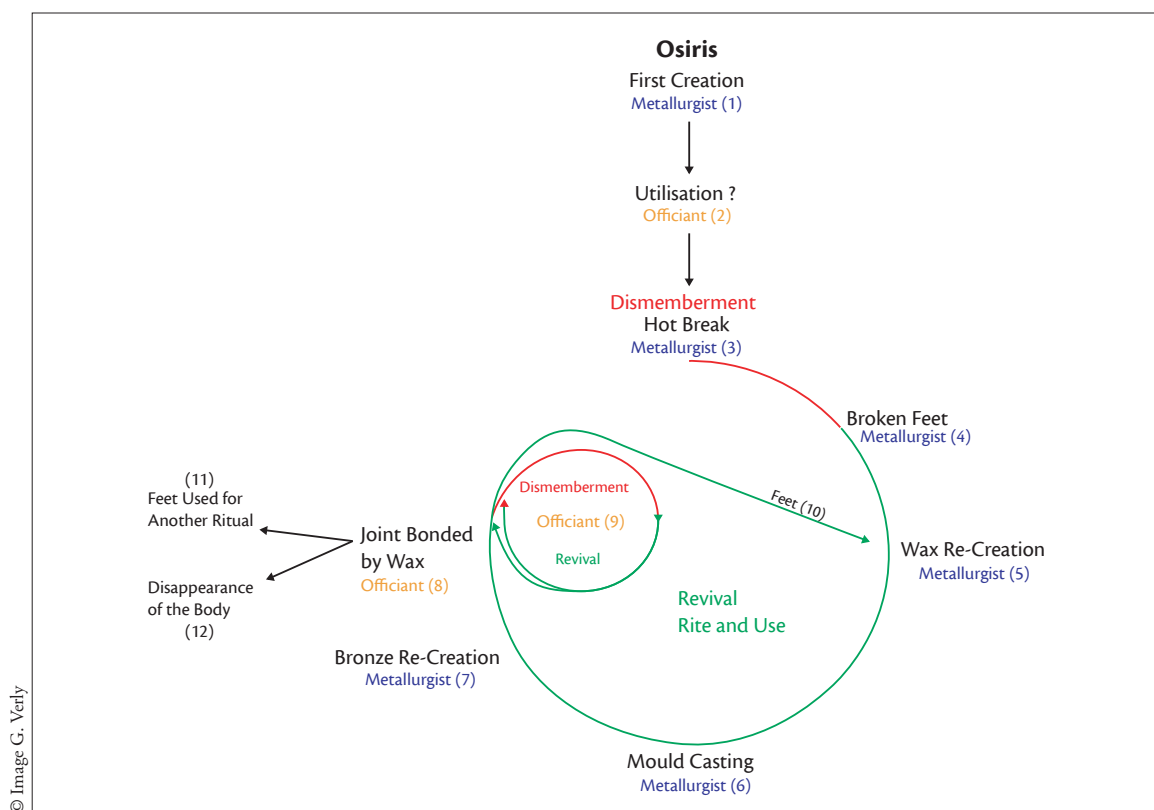 Osiris
First Creation
Metallurgist (1)
Utilisation ?
Officiant (2)
Dismemberment
Hot Break
Metallurgist (3)
Broken Feet
Metallurgist (4)
Feet (10)
Wax Re-Creation
Metallurgist (5)
Dismemberment
Officiant (9)
Revival
Revival
Rite and Use
(11)
Feet Used for
Another Ritual
Joint Bonded
by Wax
Officiant (8)
Disappearance
of the Body
(12)
Bronze Re-Creation
Metallurgist (7)
Mould Casting
Metallurgist (6)
© Image G. Verly